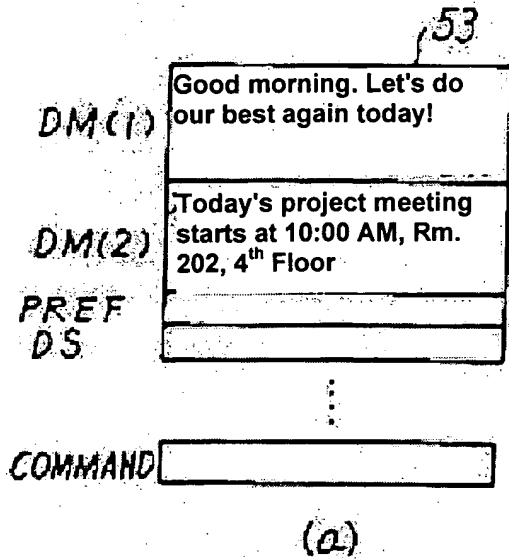 53
Good morning. Let's do
DM(1) our best again today!
Today's project meeting
DM(2) starts at 10:00 AM, Rm.
202, 4th Floor
PREF
DS
COMMAND
(a)